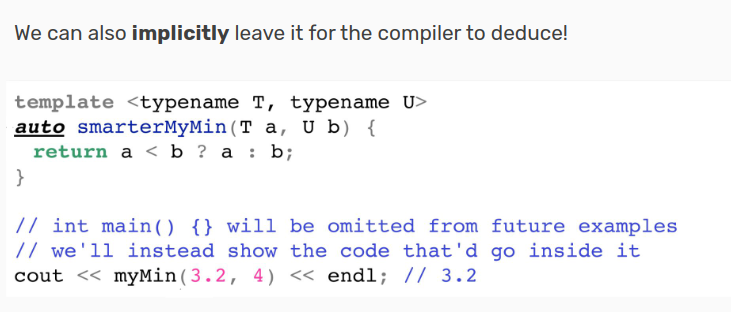 We can also implicitly leave it for the compiler to deduce!
template <typename T, typename U>
auto smarterMyMin(T a, U b) {
  return a < b ? a : b;
}
// int main() {} will be omitted from future examples
// we'll instead show the code that'd go inside it
cout << myMin(3.2, 4) << endl; // 3.2